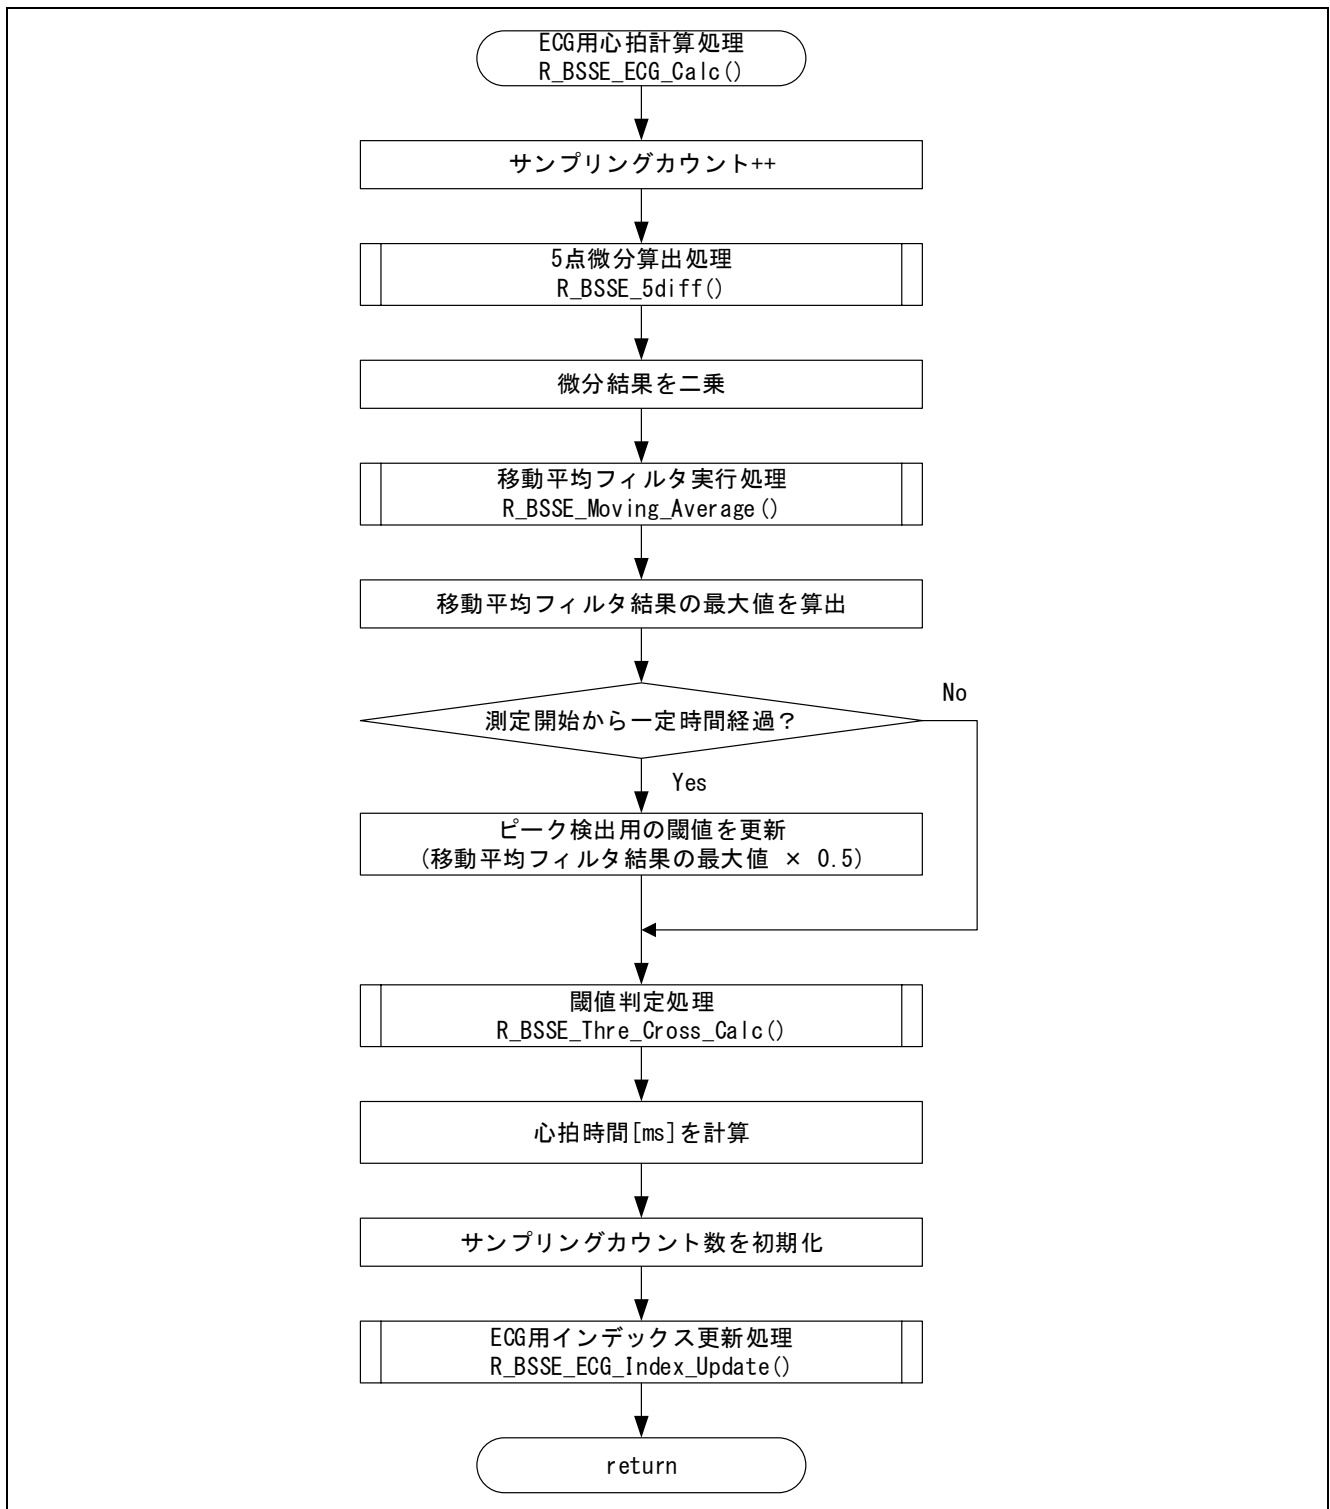 ECG用心拍計算処理
R_BSSE_ECG_Calc()
サンプリングカウント++
5点微分算出処理
R_BSSE_5diff()
微分結果を二乗
移動平均フィルタ実行処理
R_BSSE_Moving_Average()
移動平均フィルタ結果の最大値を算出
No
測定開始から一定時間経過？
Yes
ピーク検出用の閾値を更新
(移動平均フィルタ結果の最大値 × 0.5)
閾値判定処理
R_BSSE_Thre_Cross_Calc()
心拍時間[ms]を計算
サンプリングカウント数を初期化
ECG用インデックス更新処理
R_BSSE_ECG_Index_Update()
return